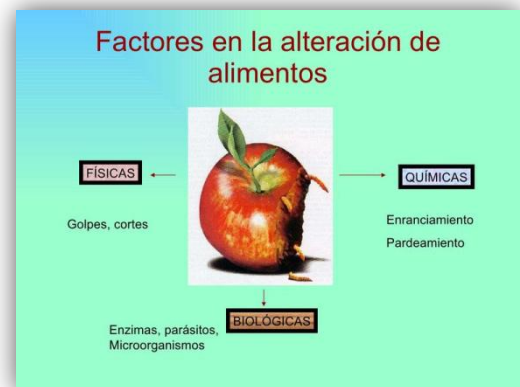 Factores en la alteración de
alimentos
FÍSICAS
QUÍMICAS
Golpes, cortes
Enranciamiento
Pardeamiento
BIOLÓGICAS
Enzimas, parásitos,
Microorganismos